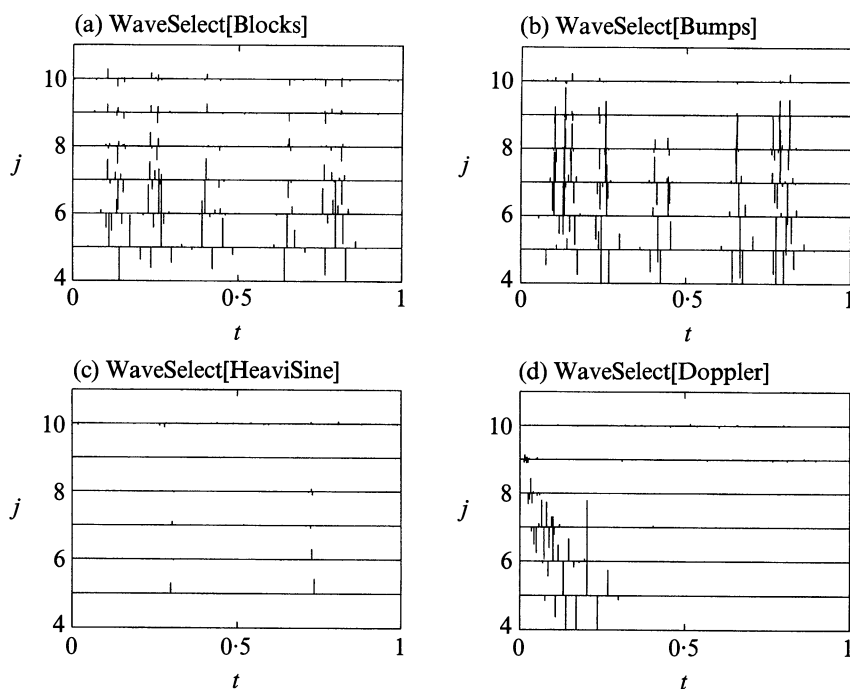 (a) WaveSelect[Blocks]
10
8
j
6
4
0
0·5
1
t
(b) WaveSelect[Bumps]
10
8
j
6
4
0
0·5
1
t
(c) WaveSelect[HeaviSine]
10
8
j
6
4
0
0·5
1
t
(d) WaveSelect[Doppler]
10
8
j
6
4
0
0·5
1
t